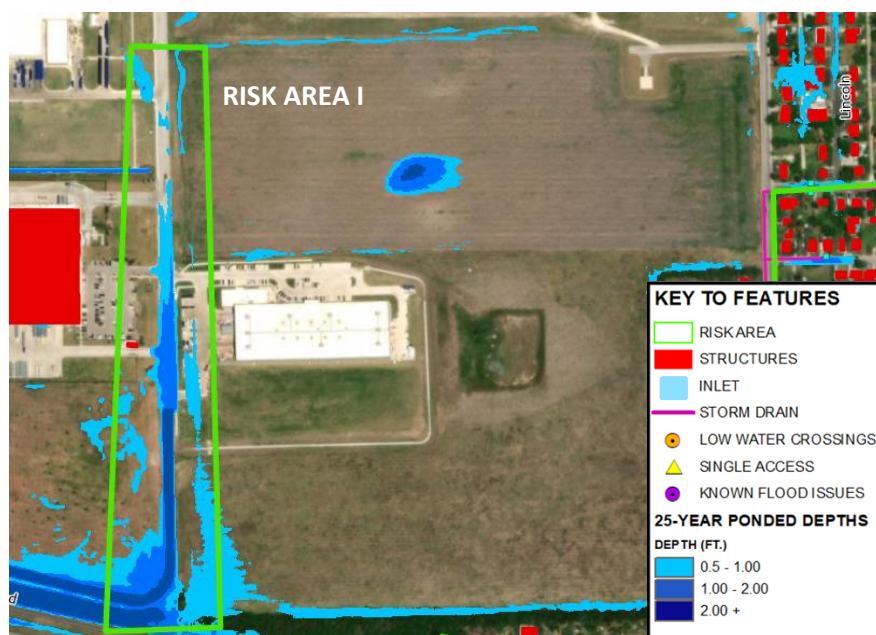 RISK AREA I
Lincoln
d
KEY TO FEATURES
RISK AREA
STRUCTURES
INLET
STORM DRAIN
LOW WATER CROSSINGS
SINGLE ACCESS
KNOWN FLOOD ISSUES
25-YEAR PONDED DEPTHS
DEPTH (FT.)
0.5 - 1.00
1.00 - 2.00
2.00 +